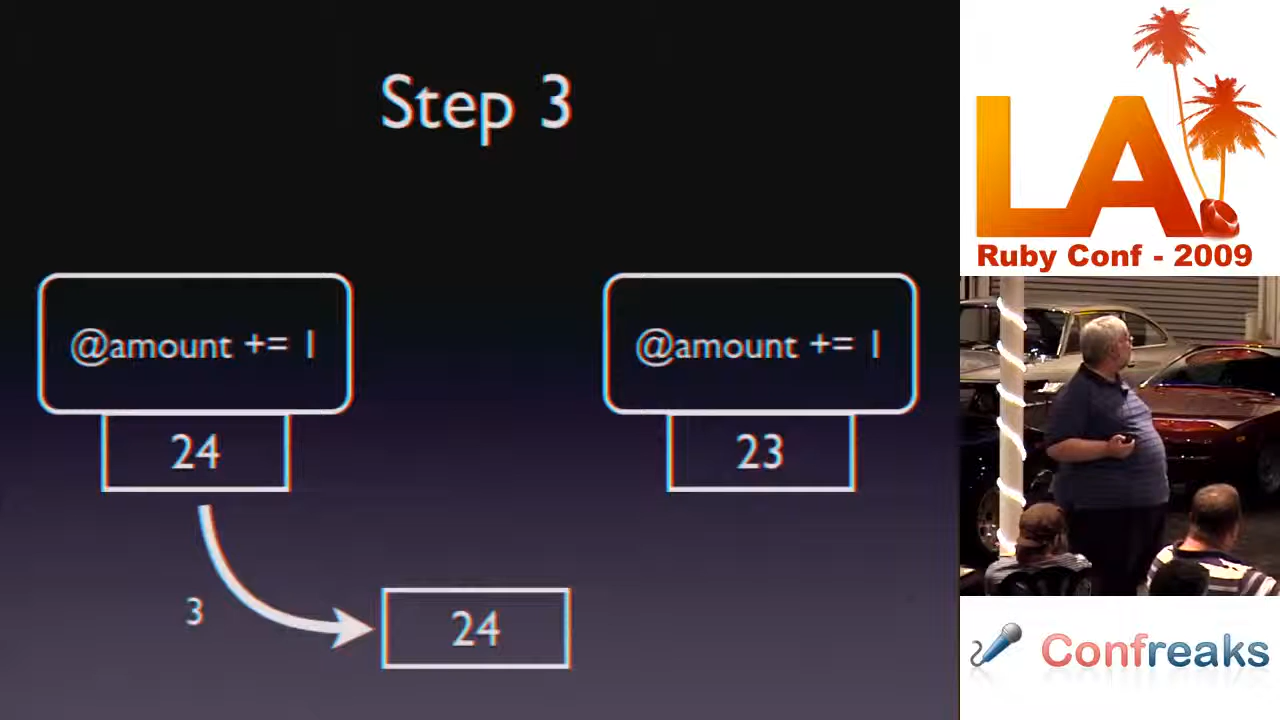 Step 3
@amount += 1
@amount += 1
24
23
3
24
LA
Ruby Conf - 2009
Confreaks